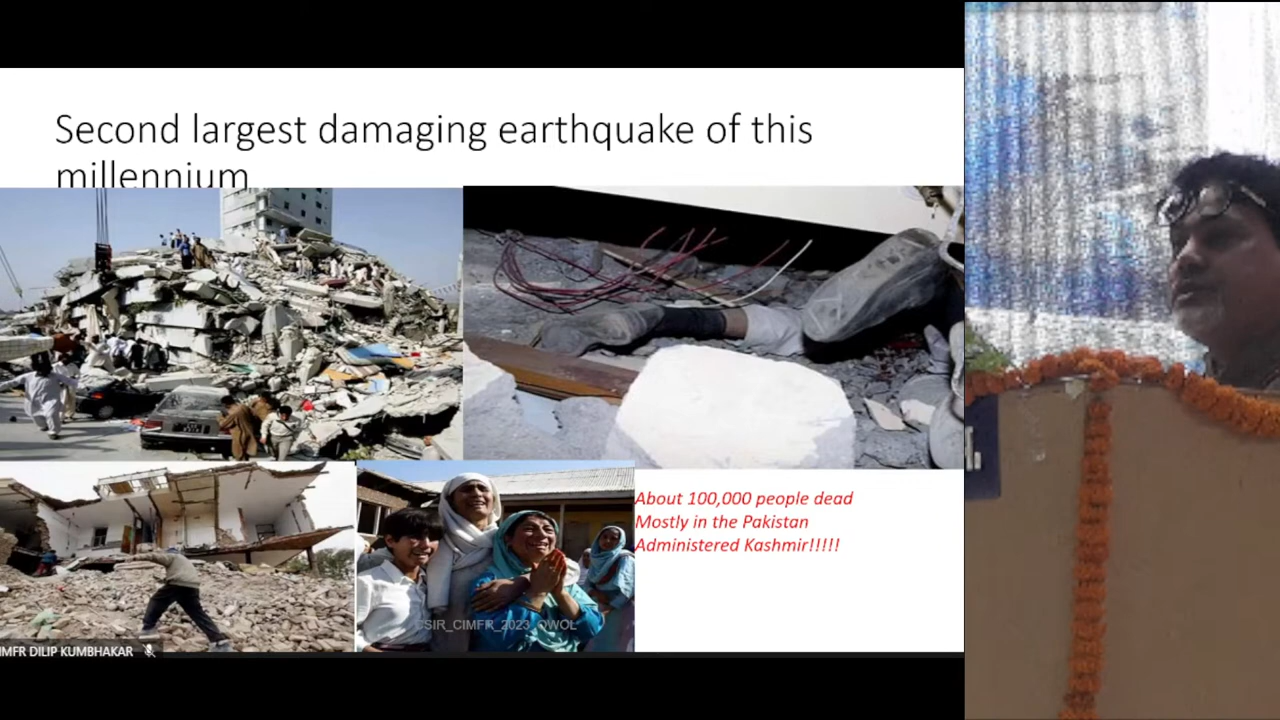 Second largest damaging earthquake of this
millennium
About 100,000 people dead
Mostly in the Pakistan
Administered Kashmir!!!!!
CSIR_CIMFR_2023_OWOL
IMFR DILIP KUMBHAKAR